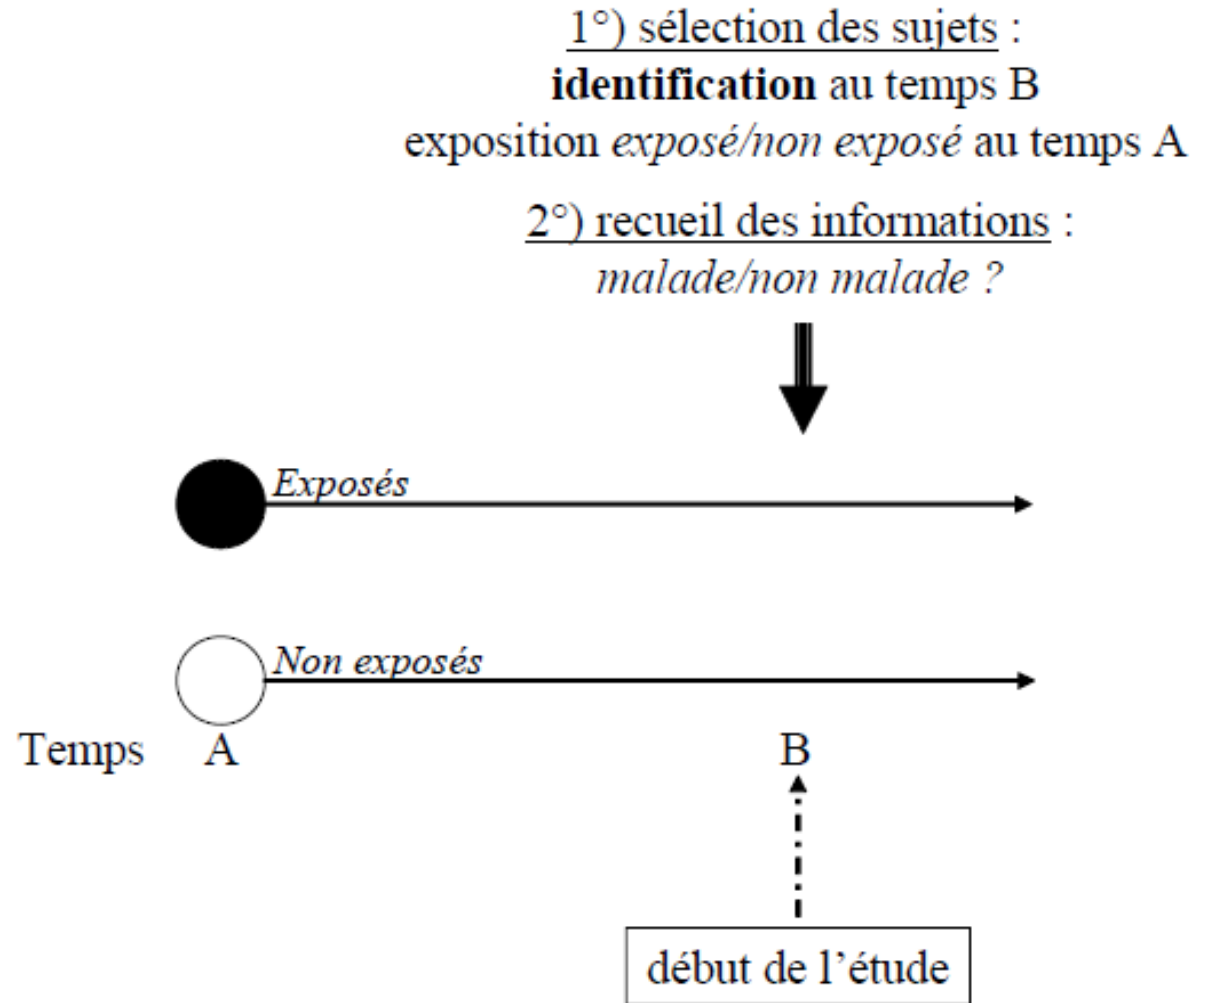 1°) sélection des sujets :
identification au temps B
exposition exposé/non exposé au temps A
2°) recueil des informations :
malade/non malade ?
Exposés
Non exposés
Temps A B
début de l’étude